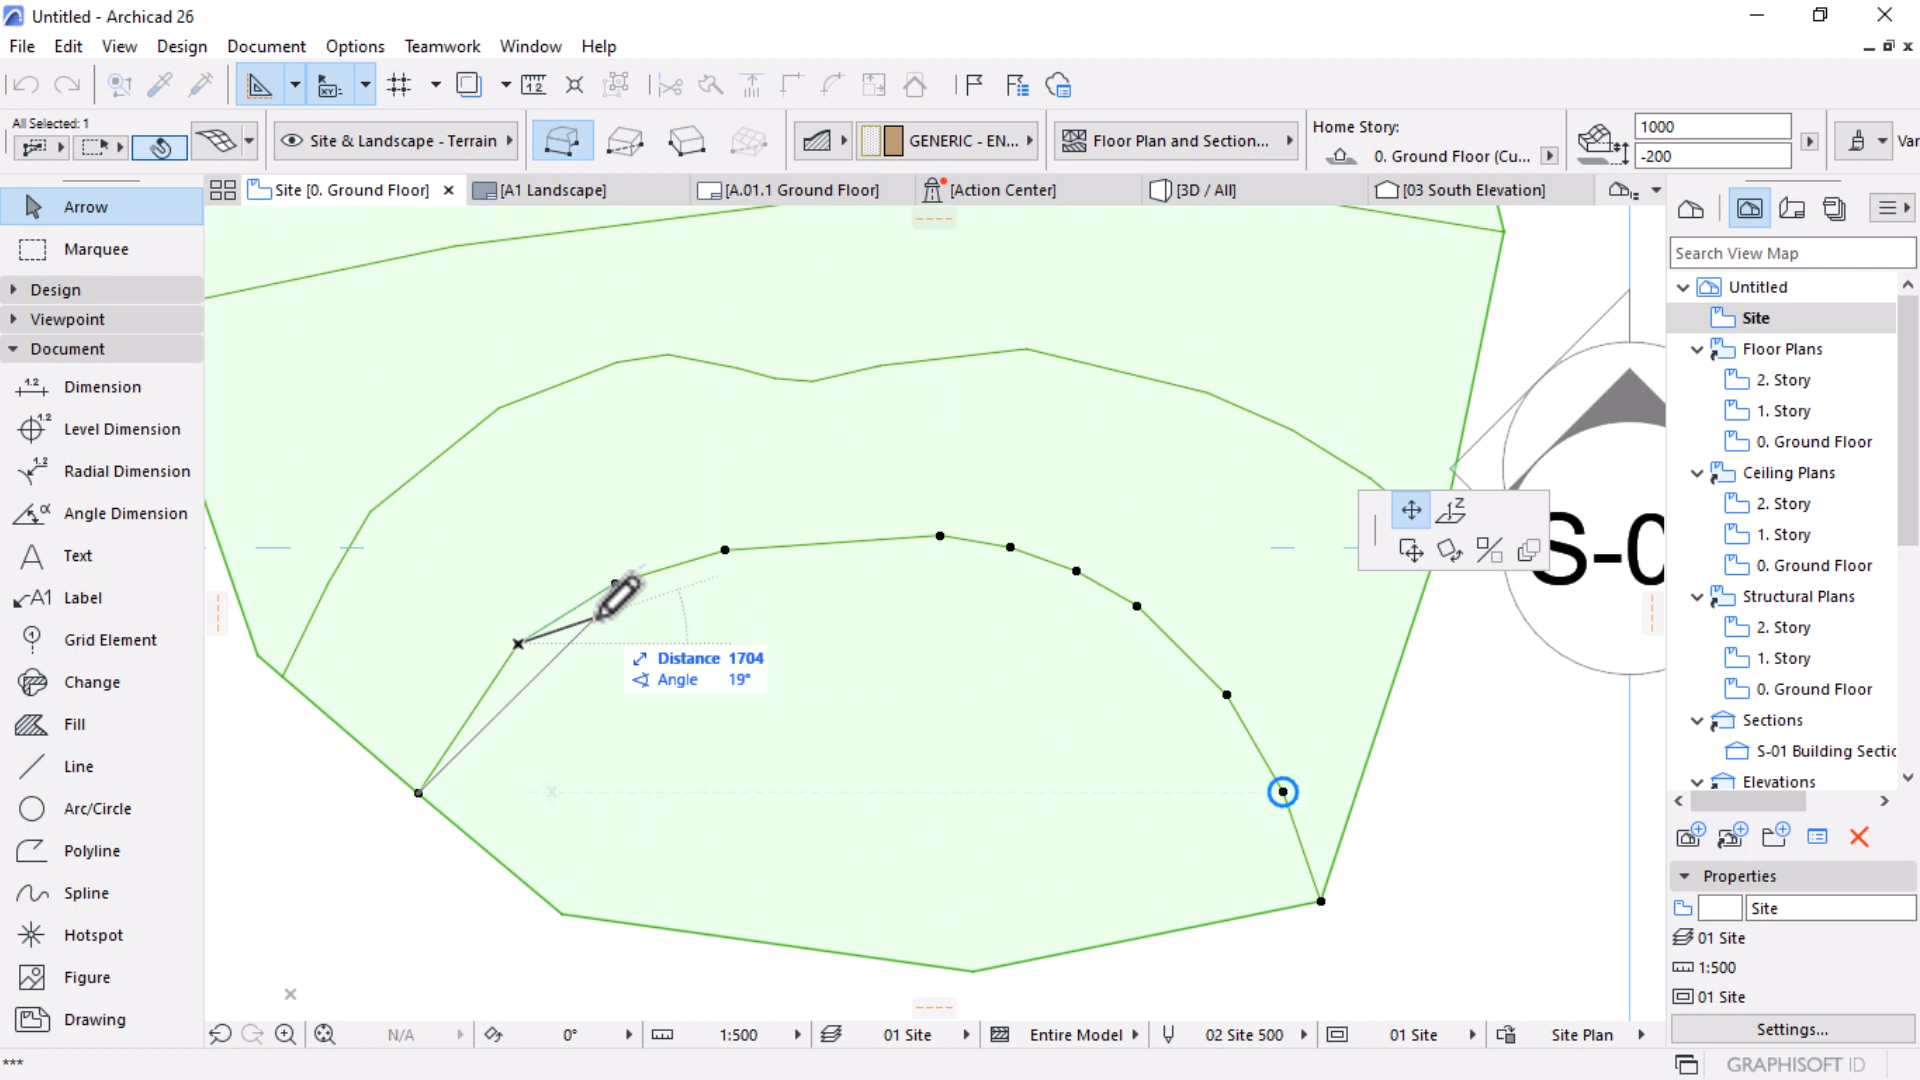 Untitled - Archicad 26
File Edit View Design Document Options Teamwork Window Help
All Selected: 1
Site & Landscape - Terrain
GENERIC - EN...
Floor Plan and Section...
Home Story:
0. Ground Floor (Cu...
1000
-200
Var
Site [0. Ground Floor]
[A1 Landscape]
[A.01.1 Ground Floor]
[Action Center]
[3D / All]
[03 South Elevation]
Arrow
Marquee
Design
Viewpoint
Document
Dimension
Level Dimension
Radial Dimension
Angle Dimension
Text
Label
Grid Element
Change
Fill
Line
Arc/Circle
Polyline
Spline
Hotspot
Figure
Drawing
Distance 1704
Angle 19°
S-0
Search View Map
Untitled
Site
Floor Plans
2. Story
1. Story
0. Ground Floor
Ceiling Plans
2. Story
1. Story
0. Ground Floor
Structural Plans
2. Story
1. Story
0. Ground Floor
Sections
S-01 Building Sectic
Elevations
Properties
Site
01 Site
1:500
01 Site
Settings...
N/A
0°
1:500
01 Site
Entire Model
02 Site 500
01 Site
Site Plan
***
GRAPHISOFT ID